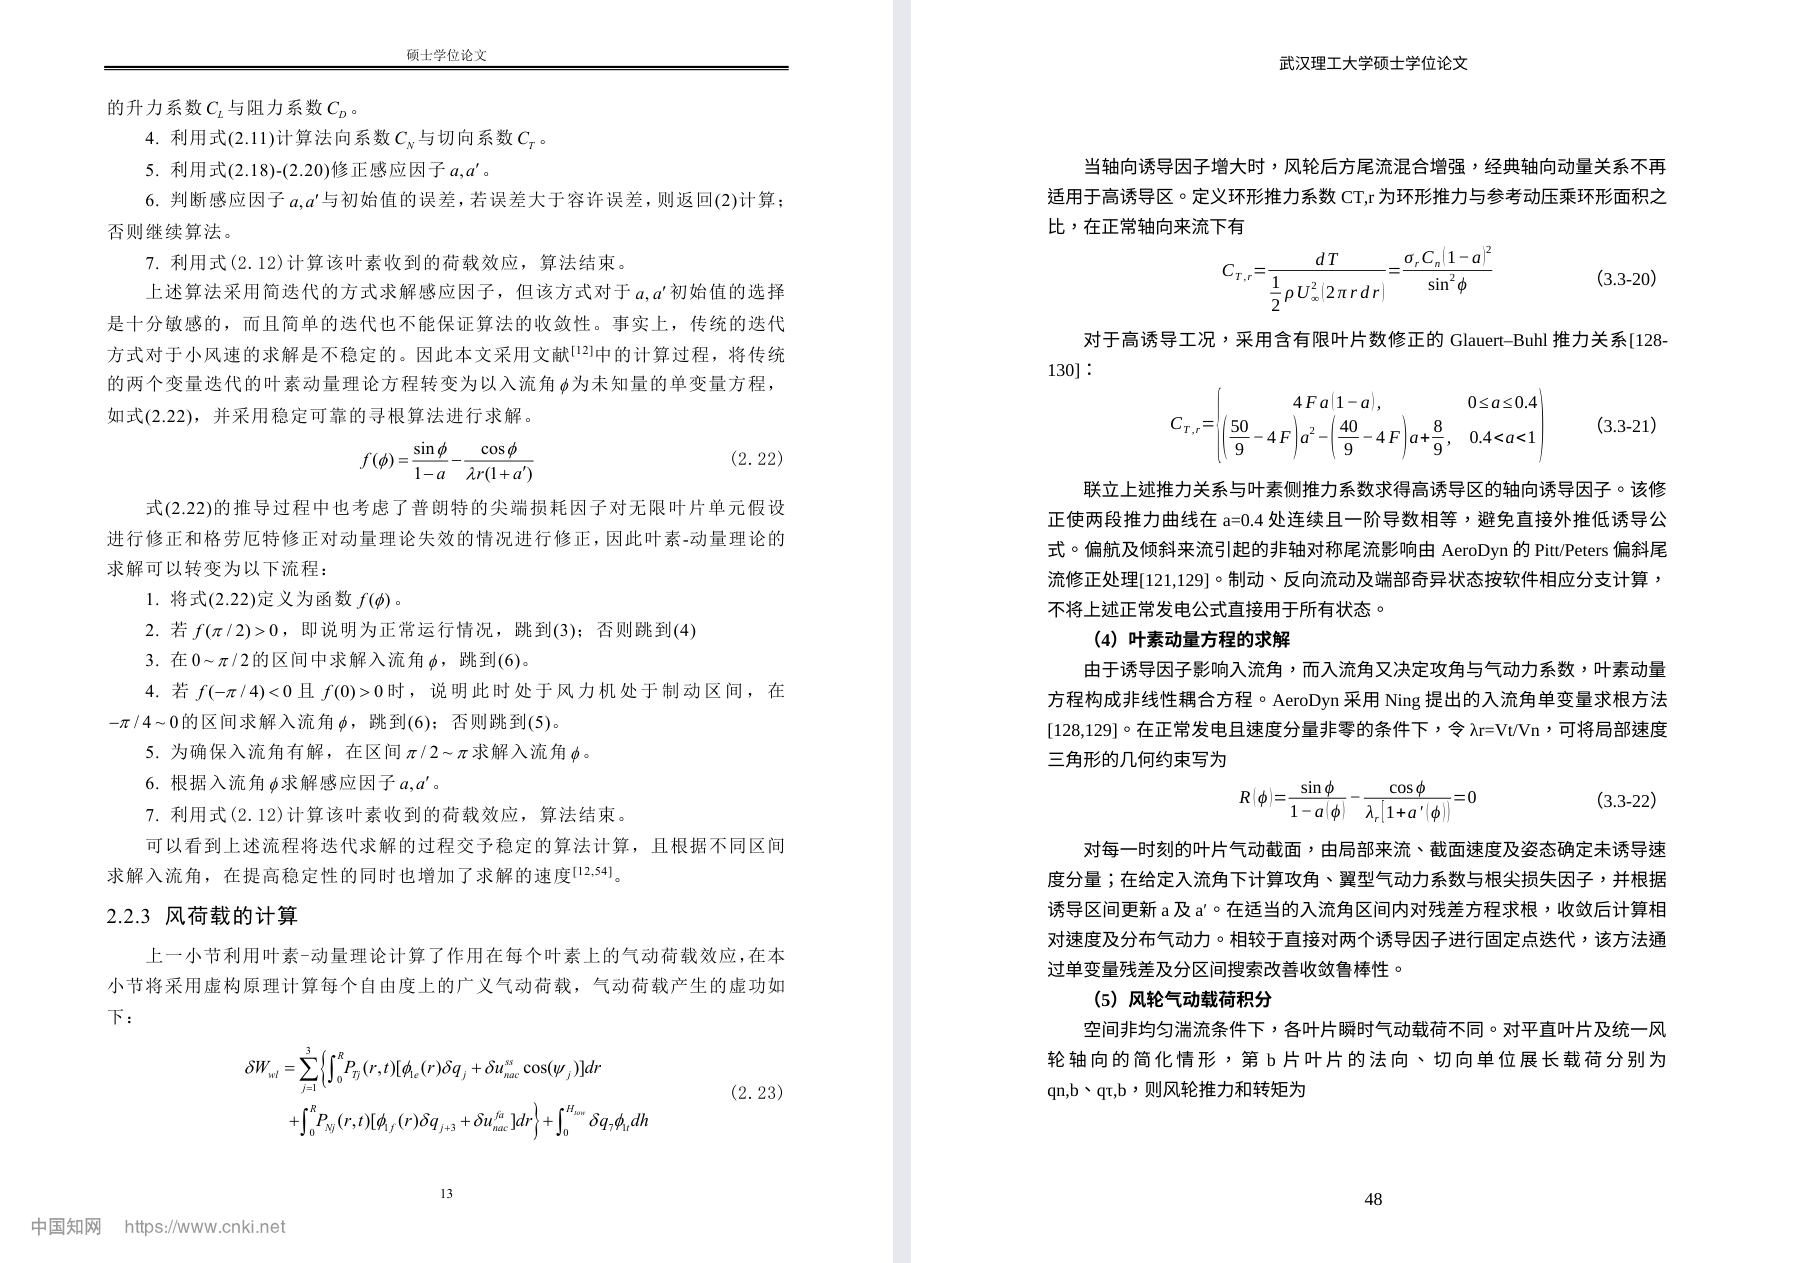 硕士学位论文
的升力系数 C_L 与阻力系数 C_D 。
4. 利用式(2.11)计算法向系数 C_N 与切向系数 C_T 。
5. 利用式(2.18)-(2.20)修正感应因子 a,a′ 。
6. 判断感应因子 a,a′ 与初始值的误差，若误差大于容许误差，则返回(2)计算；
否则继续算法。
7. 利用式(2.12)计算该叶素收到的荷载效应，算法结束。
上述算法采用简迭代的方式求解感应因子，但该方式对于 a,a′ 初始值的选择
是十分敏感的，而且简单的迭代也不能保证算法的收敛性。事实上，传统的迭代
方式对于小风速的求解是不稳定的。因此本文采用文献[12]中的计算过程，将传统
的两个变量迭代的叶素动量理论方程转变为以入流角 ϕ 为未知量的单变量方程，
如式(2.22)，并采用稳定可靠的寻根算法进行求解。
f(ϕ) = sin ϕ / (1−a) − cos ϕ / (λr(1+a′)) (2.22)
式(2.22)的推导过程中也考虑了普朗特的尖端损耗因子对无限叶片单元假设
进行修正和格劳厄特修正对动量理论失效的情况进行修正，因此叶素-动量理论的
求解可以转变为以下流程：
1. 将式(2.22)定义为函数 f(ϕ) 。
2. 若 f(π/2)>0，即说明为正常运行情况，跳到(3)；否则跳到(4)
3. 在 0~π/2 的区间中求解入流角 ϕ，跳到(6)。
4. 若 f(−π/4)<0 且 f(0)>0 时，说明此时处于风力机处于制动区间，在
−π/4~0 的区间求解入流角 ϕ，跳到(6)；否则跳到(5)。
5. 为确保入流角有解，在区间 π/2~π 求解入流角 ϕ 。
6. 根据入流角 ϕ 求解感应因子 a,a′ 。
7. 利用式(2.12)计算该叶素收到的荷载效应，算法结束。
可以看到上述流程将迭代求解的过程交予稳定的算法计算，且根据不同区间
求解入流角，在提高稳定性的同时也增加了求解的速度[12,54]。
2.2.3 风荷载的计算
上一小节利用叶素-动量理论计算了作用在每个叶素上的气动荷载效应，在本
小节将采用虚构原理计算每个自由度上的广义气动荷载，气动荷载产生的虚功如
下：
δW_wl = ∑_{j=1}^{3} { ∫_0^R P_Tj(r,t)[ϕ_1e(r)δq_j + δu_nac^ss cos(ψ_j)]dr
+ ∫_0^R P_Nj(r,t)[ϕ_1f(r)δq_{j+3} + δu_nac^fa]dr } + ∫_0^{H_tow} δq_7 ϕ_1t dh (2.23)
13
中国知网 https://www.cnki.net
武汉理工大学硕士学位论文
当轴向诱导因子增大时，风轮后方尾流混合增强，经典轴向动量关系不再
适用于高诱导区。定义环形推力系数 CT,r 为环形推力与参考动压乘环形面积之
比，在正常轴向来流下有
C_{T,r} = dT / (1/2 ρ U_∞^2 (2π r d r)) = σ_r C_n (1−a)^2 / sin^2 ϕ （3.3-20）
对于高诱导工况，采用含有限叶片数修正的 Glauert–Buhl 推力关系[128-
130]：
C_{T,r} = { 4 F a (1−a), 0≤a≤0.4
(50/9 − 4F) a^2 − (40/9 − 4F) a + 8/9, 0.4<a<1 ） （3.3-21）
联立上述推力关系与叶素侧推力系数求得高诱导区的轴向诱导因子。该修
正使两段推力曲线在 a=0.4 处连续且一阶导数相等，避免直接外推低诱导公
式。偏航及倾斜来流引起的非轴对称尾流影响由 AeroDyn 的 Pitt/Peters 偏斜尾
流修正处理[121,129]。制动、反向流动及端部奇异状态按软件相应分支计算，
不将上述正常发电公式直接用于所有状态。
（4）叶素动量方程的求解
由于诱导因子影响入流角，而入流角又决定攻角与气动力系数，叶素动量
方程构成非线性耦合方程。AeroDyn 采用 Ning 提出的入流角单变量求根方法
[128,129]。在正常发电且速度分量非零的条件下，令 λr=Vt/Vn，可将局部速度
三角形的几何约束写为
R(ϕ) = sin ϕ / (1−a(ϕ)) − cos ϕ / (λ_r [1+a′(ϕ)]) = 0 （3.3-22）
对每一时刻的叶片气动截面，由局部来流、截面速度及姿态确定未诱导速
度分量；在给定入流角下计算攻角、翼型气动力系数与根尖损失因子，并根据
诱导区间更新 a 及 a′。在适当的入流角区间内对残差方程求根，收敛后计算相
对速度及分布气动力。相较于直接对两个诱导因子进行固定点迭代，该方法通
过单变量残差及分区间搜索改善收敛鲁棒性。
（5）风轮气动载荷积分
空间非均匀湍流条件下，各叶片瞬时气动载荷不同。对平直叶片及统一风
轮轴向的简化情形，第 b 片叶片的法向、切向单位展长载荷分别为
qn,b、qτ,b，则风轮推力和转矩为
48